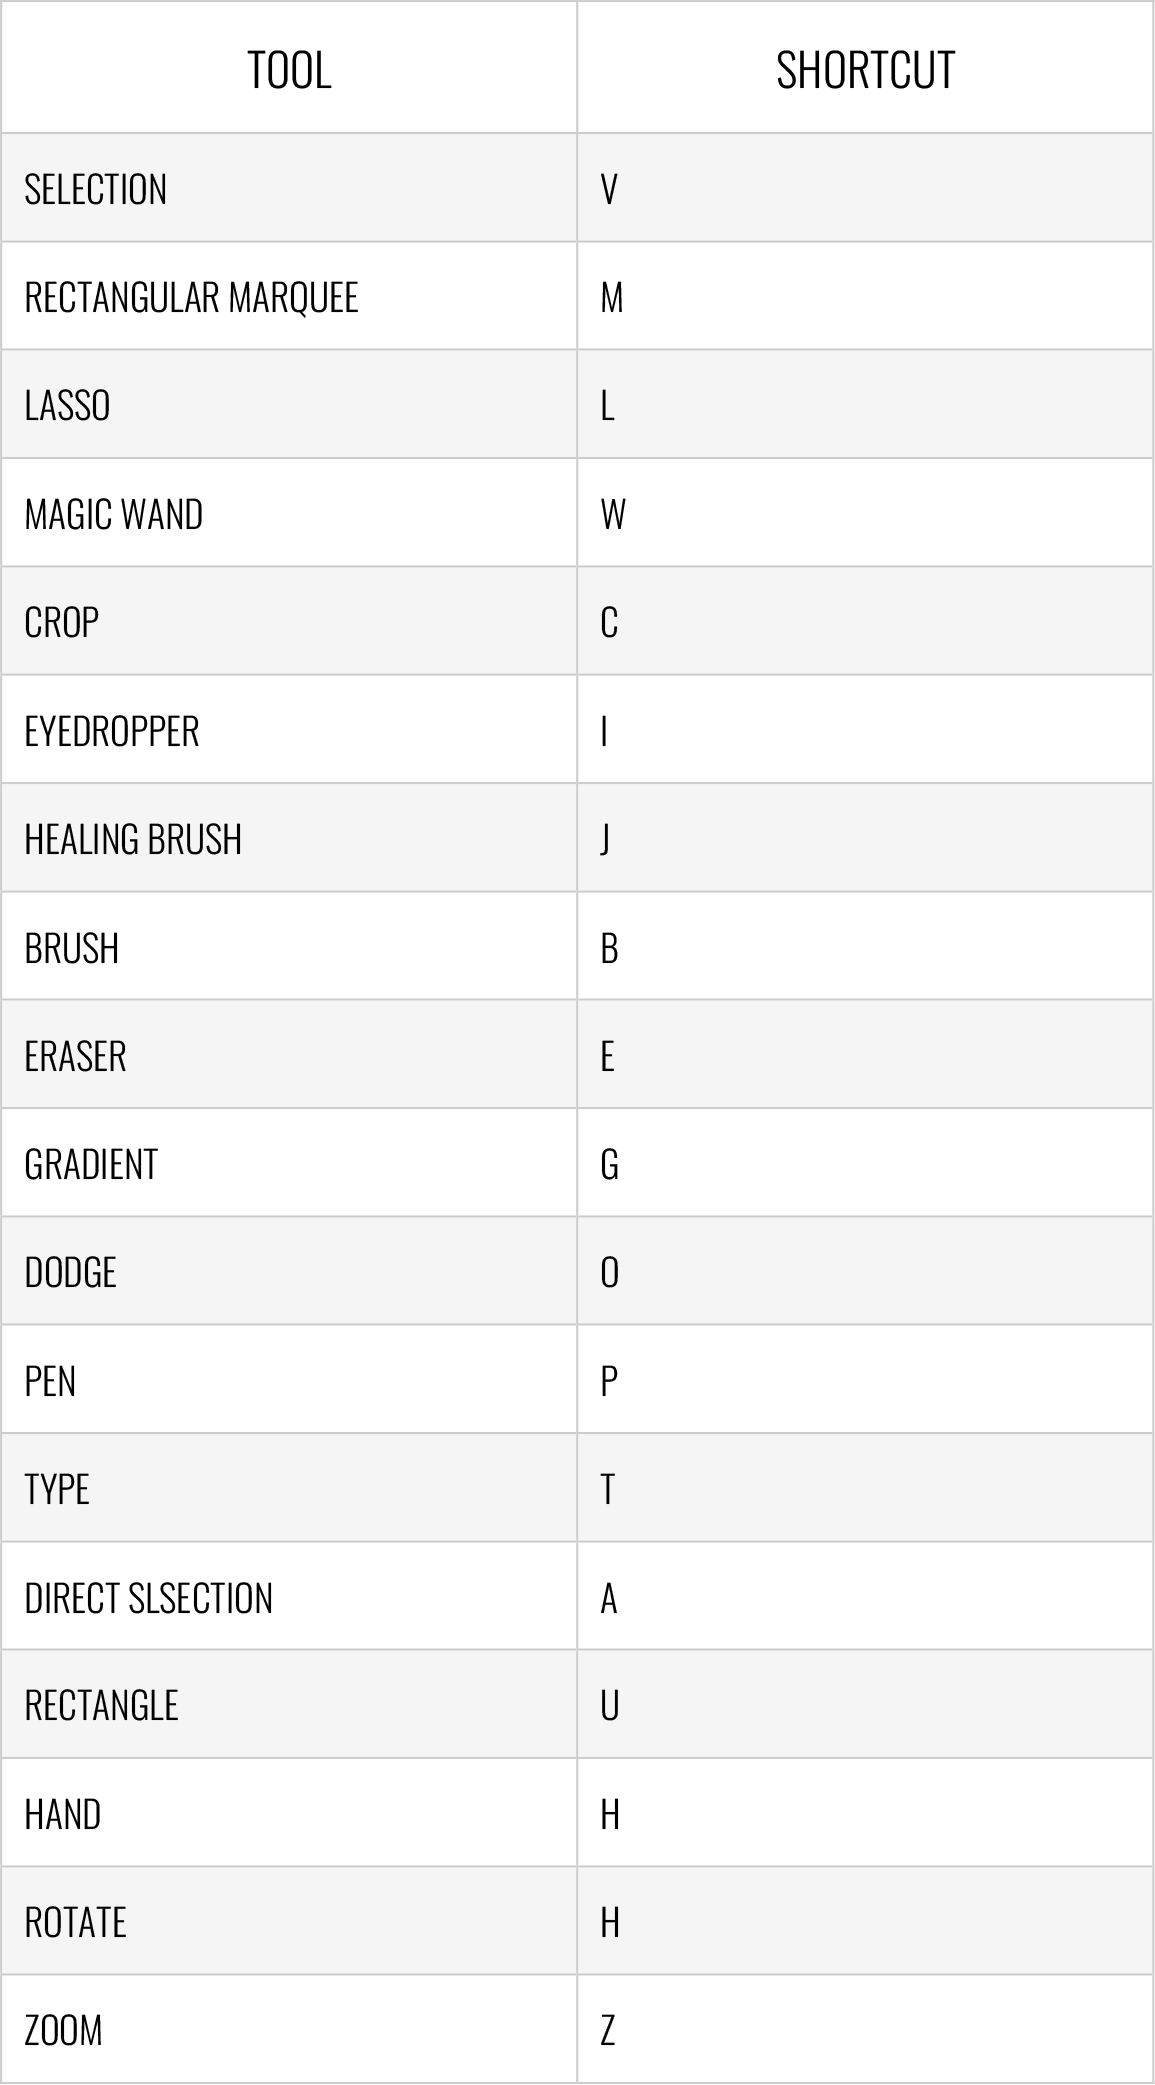 TOOL SHORTCUT
SELECTION V
RECTANGULAR MARQUEE M
LASSO L
MAGIC WAND W
CROP C
EYEDROPPER I
HEALING BRUSH J
BRUSH B
ERASER E
GRADIENT G
DODGE O
PEN P
TYPE T
DIRECT SLSECTION A
RECTANGLE U
HAND H
ROTATE H
ZOOM Z